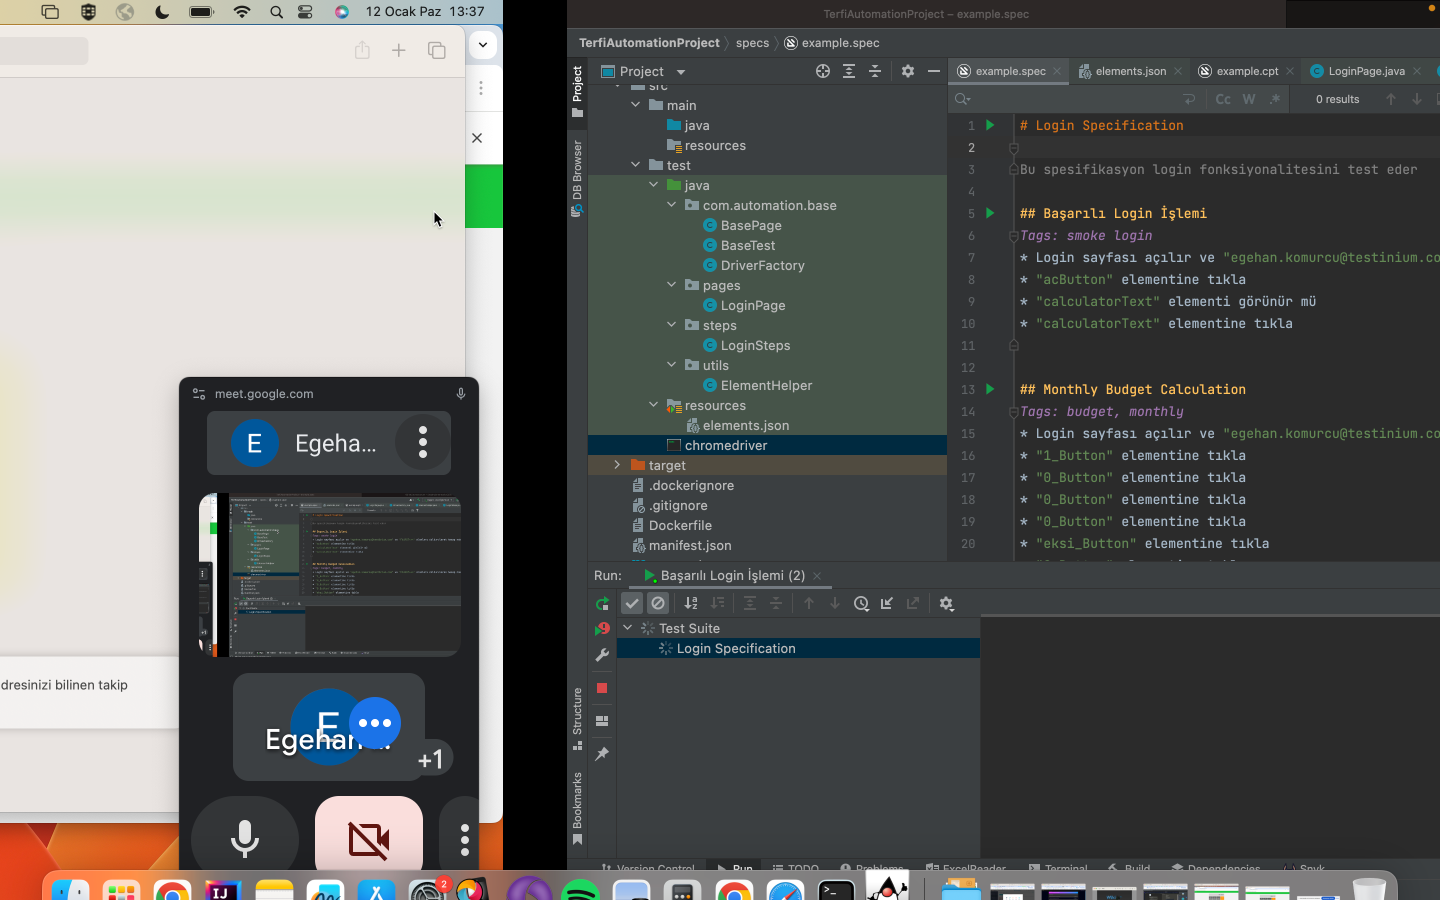 12 Ocak Paz 13:37
dresinizi bilinen takip
meet.google.com
E Egeha...
E
Egehan
+1
TerfiAutomationProject – example.spec
TerfiAutomationProject specs example.spec
Project
Project
DB Browser
Structure
Bookmarks
src
main
java
resources
test
java
com.automation.base
BasePage
BaseTest
DriverFactory
pages
LoginPage
steps
LoginSteps
utils
ElementHelper
resources
elements.json
chromedriver
target
.dockerignore
.gitignore
Dockerfile
manifest.json
example.spec elements.json example.cpt LoginPage.java
Cc W .* 0 results
1 # Login Specification
2
3 Bu spesifikasyon login fonksiyonalitesini test eder
4
5 ## Başarılı Login İşlemi
6 Tags: smoke login
7 * Login sayfası açılır ve "egehan.komurcu@testinium.co
8 * "acButton" elementine tıkla
9 * "calculatorText" elementi görünür mü
10 * "calculatorText" elementine tıkla
11
12
13 ## Monthly Budget Calculation
14 Tags: budget, monthly
15 * Login sayfası açılır ve "egehan.komurcu@testinium.co
16 * "1_Button" elementine tıkla
17 * "0_Button" elementine tıkla
18 * "0_Button" elementine tıkla
19 * "0_Button" elementine tıkla
20 * "eksi_Button" elementine tıkla
Run: Başarılı Login İşlemi (2)
Test Suite
Login Specification
Version Control Run TODO Problems ExcelReader Terminal Build Dependencies Snyk
2